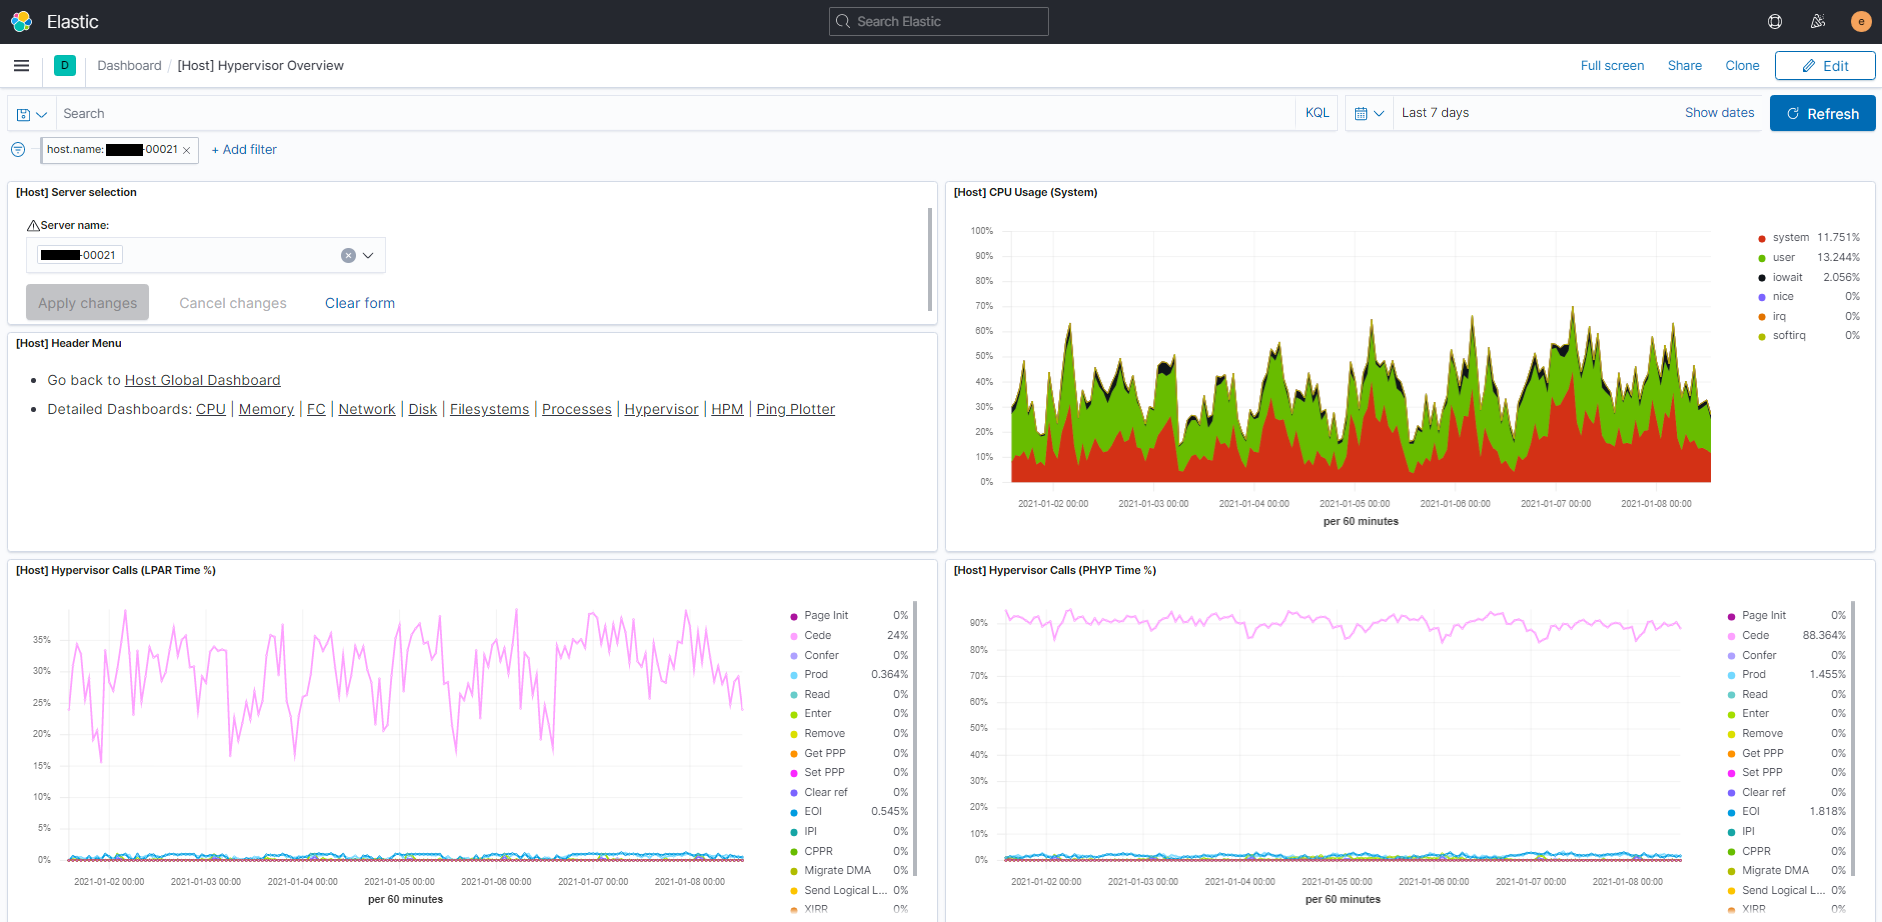 Elastic
Search Elastic
e
D
Dashboard / [Host] Hypervisor Overview
Full screen
Share
Clone
Edit
Search
KQL
Last 7 days
Show dates
Refresh
host.name: -00021 ×
+ Add filter
[Host] Server selection
Server name:
-00021
Apply changes
Cancel changes
Clear form
[Host] Header Menu
• Go back to Host Global Dashboard
• Detailed Dashboards: CPU | Memory | FC | Network | Disk | Filesystems | Processes | Hypervisor | HPM | Ping Plotter
[Host] CPU Usage (System)
100%
90%
80%
70%
60%
50%
40%
30%
20%
10%
0%
2021-01-02 00:00
2021-01-03 00:00
2021-01-04 00:00
2021-01-05 00:00
2021-01-06 00:00
2021-01-07 00:00
2021-01-08 00:00
per 60 minutes
system 11.751%
user 13.244%
iowait 2.056%
nice 0%
irq 0%
softirq 0%
[Host] Hypervisor Calls (LPAR Time %)
35%
30%
25%
20%
15%
10%
5%
0%
2021-01-02 00:00
2021-01-03 00:00
2021-01-04 00:00
2021-01-05 00:00
2021-01-06 00:00
2021-01-07 00:00
2021-01-08 00:00
per 60 minutes
Page Init 0%
Cede 24%
Confer 0%
Prod 0.364%
Read 0%
Enter 0%
Remove 0%
Get PPP 0%
Set PPP 0%
Clear ref 0%
EOI 0.545%
IPI 0%
CPPR 0%
Migrate DMA 0%
Send Logical L... 0%
XIRR 0%
[Host] Hypervisor Calls (PHYP Time %)
90%
80%
70%
60%
50%
40%
30%
20%
10%
0%
2021-01-02 00:00
2021-01-03 00:00
2021-01-04 00:00
2021-01-05 00:00
2021-01-06 00:00
2021-01-07 00:00
2021-01-08 00:00
per 60 minutes
Page Init 0%
Cede 88.364%
Confer 0%
Prod 1.455%
Read 0%
Enter 0%
Remove 0%
Get PPP 0%
Set PPP 0%
Clear ref 0%
EOI 1.818%
IPI 0%
CPPR 0%
Migrate DMA 0%
Send Logical L... 0%
XIRR 0%